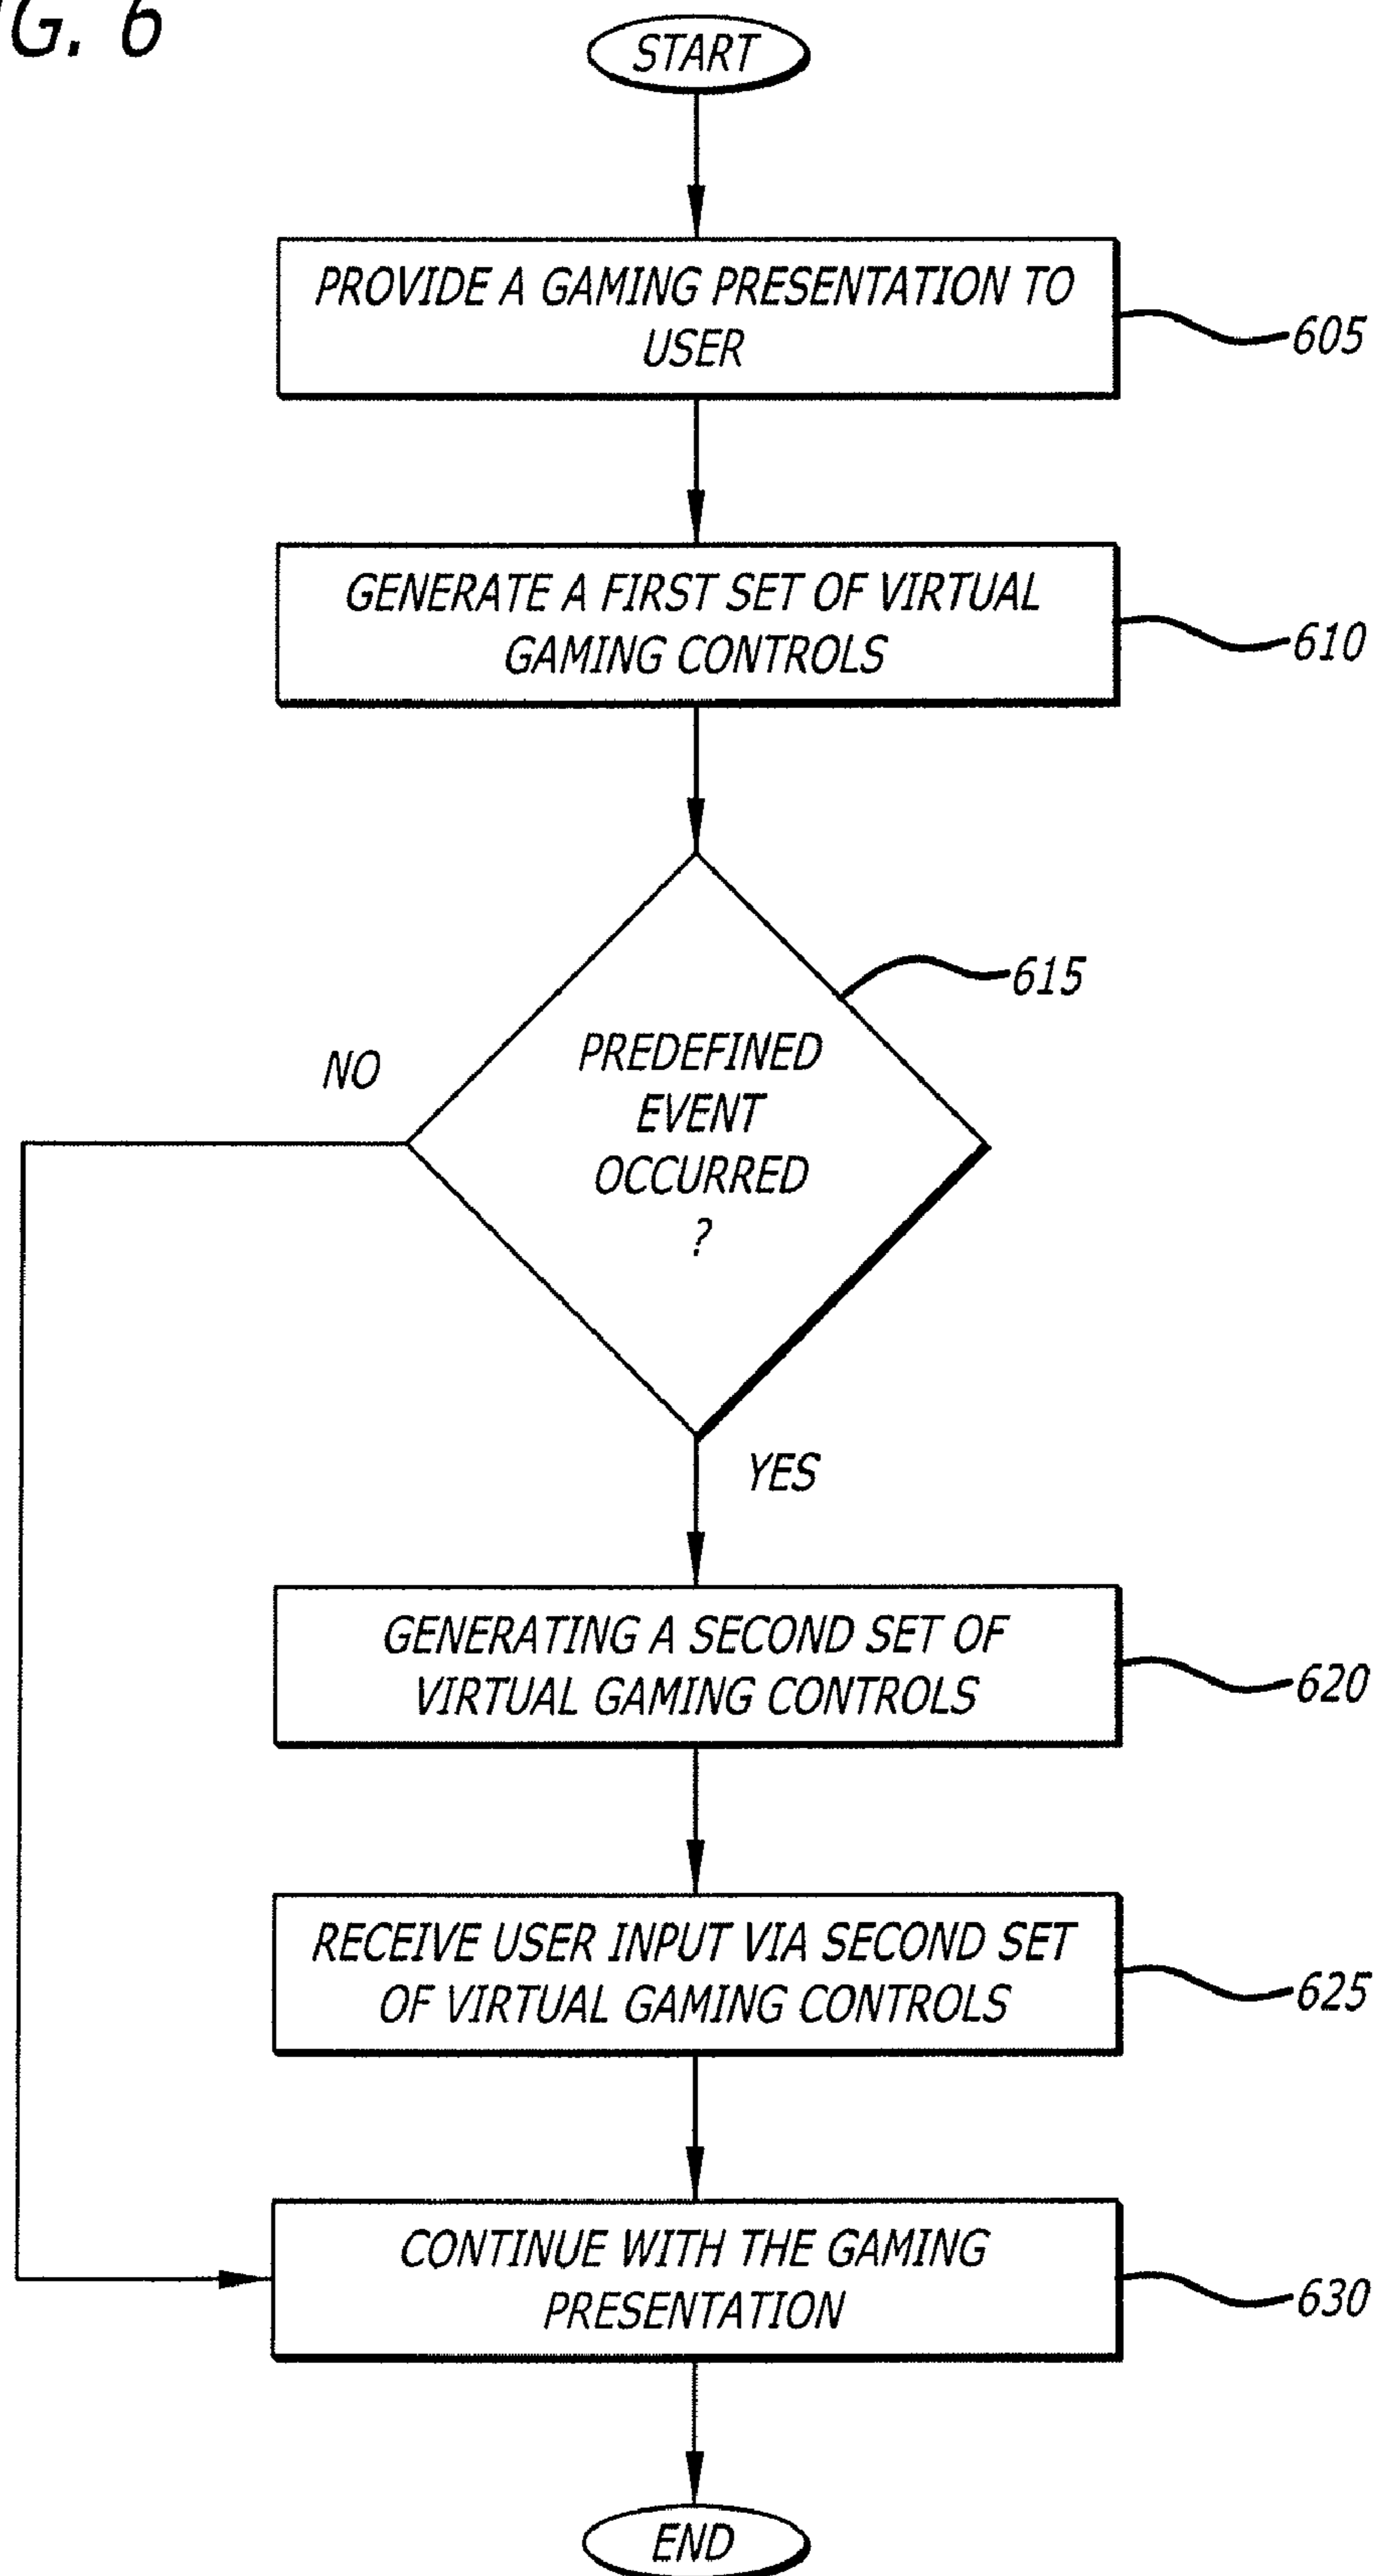 G. 6
START
PROVIDE A GAMING PRESENTATION TO
USER
605
GENERATE A FIRST SET OF VIRTUAL
GAMING CONTROLS
610
615
PREDEFINED
EVENT
OCCURRED
?
NO
YES
GENERATING A SECOND SET OF
VIRTUAL GAMING CONTROLS
620
RECEIVE USER INPUT VIA SECOND SET
OF VIRTUAL GAMING CONTROLS
625
CONTINUE WITH THE GAMING
PRESENTATION
630
END